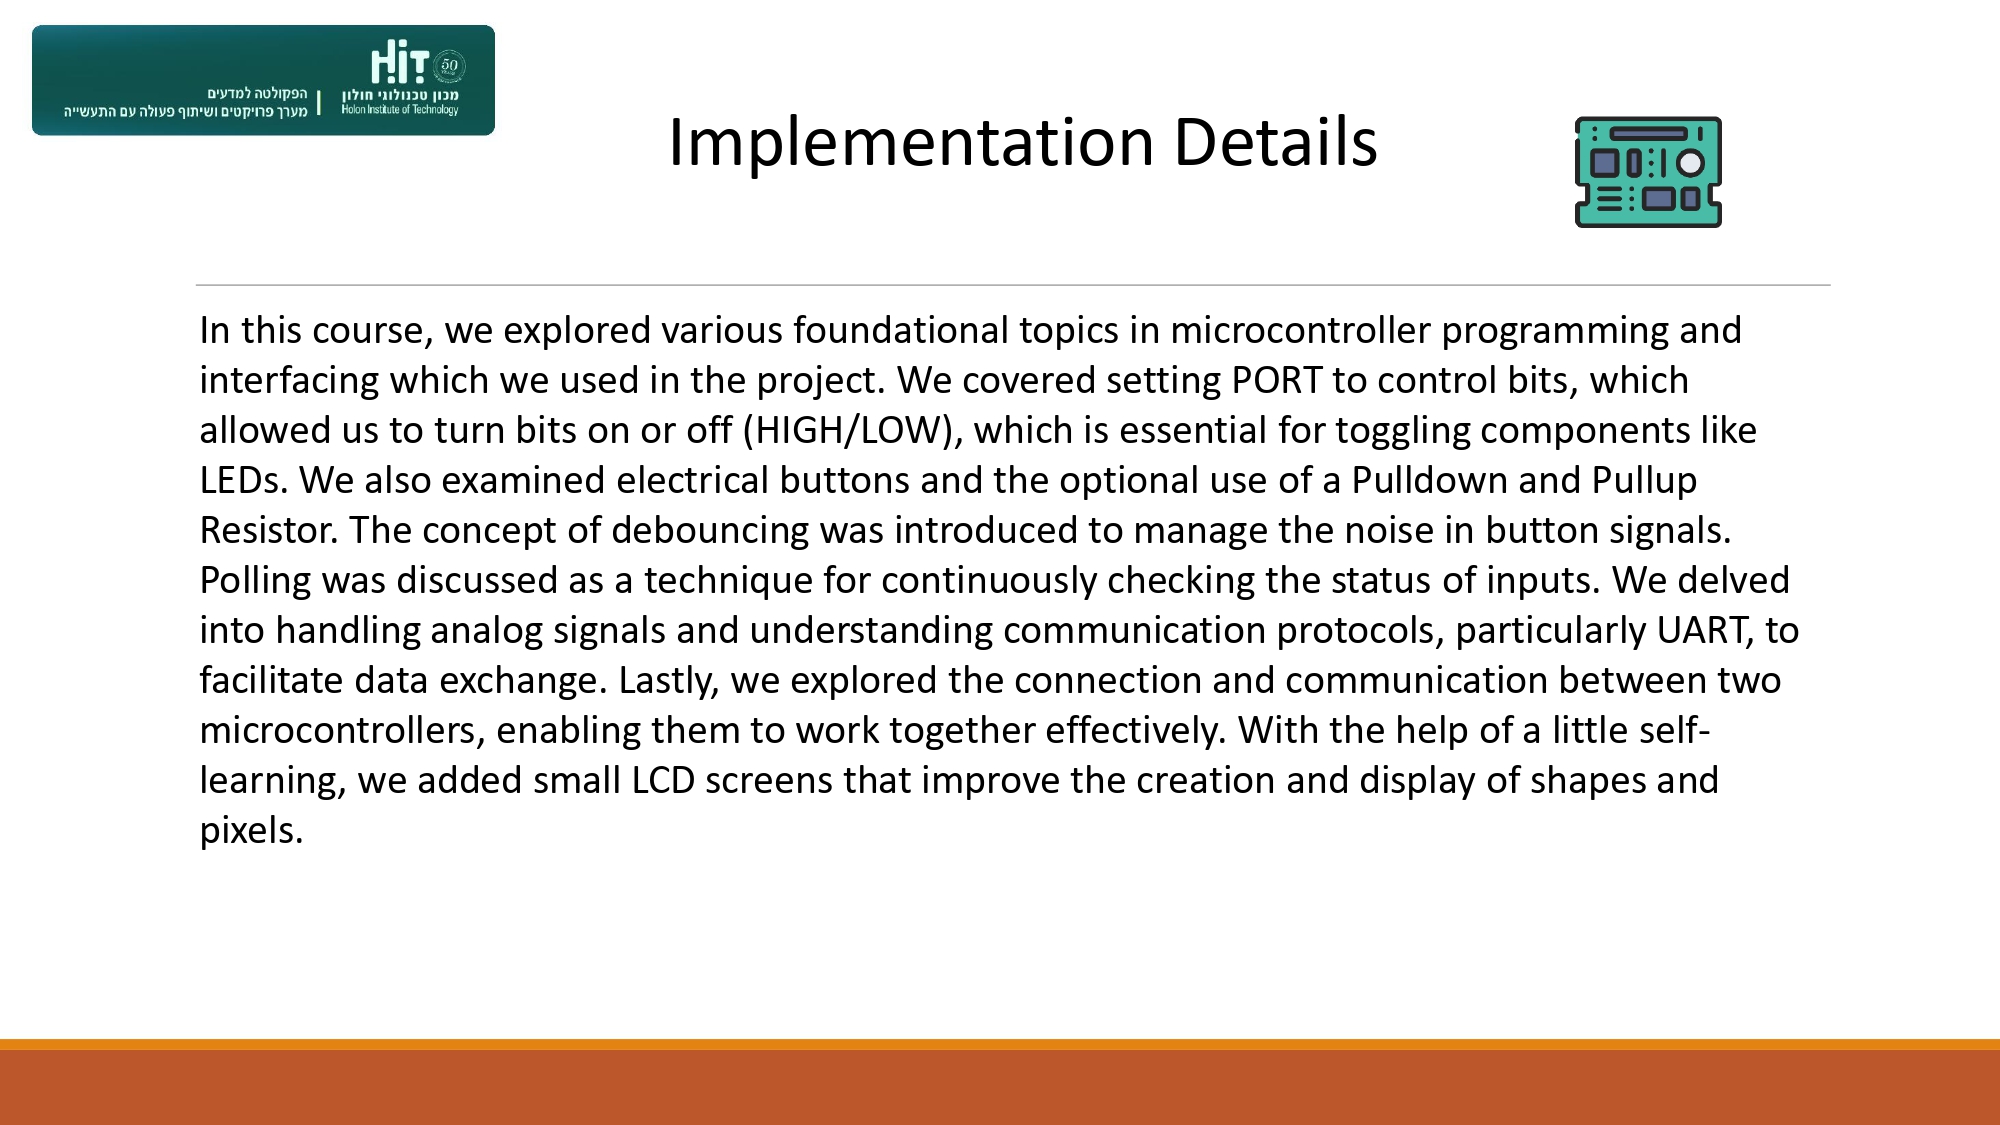 HiT
50
YEARS
מכון טכנולוגי חולון
Holon Institute of Technology
הפקולטה למדעים
מערך פרויקטים ושיתוף פעולה עם התעשייה
Implementation Details
In this course, we explored various foundational topics in microcontroller programming and
interfacing which we used in the project. We covered setting PORT to control bits, which
allowed us to turn bits on or off (HIGH/LOW), which is essential for toggling components like
LEDs. We also examined electrical buttons and the optional use of a Pulldown and Pullup
Resistor. The concept of debouncing was introduced to manage the noise in button signals.
Polling was discussed as a technique for continuously checking the status of inputs. We delved
into handling analog signals and understanding communication protocols, particularly UART, to
facilitate data exchange. Lastly, we explored the connection and communication between two
microcontrollers, enabling them to work together effectively. With the help of a little self-
learning, we added small LCD screens that improve the creation and display of shapes and
pixels.